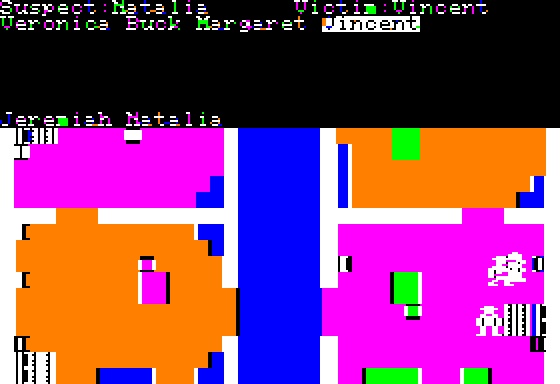 Suspect:Natalia Victim:Vincent
Veronica Buck Margaret Vincent
Jeremiah Natalia